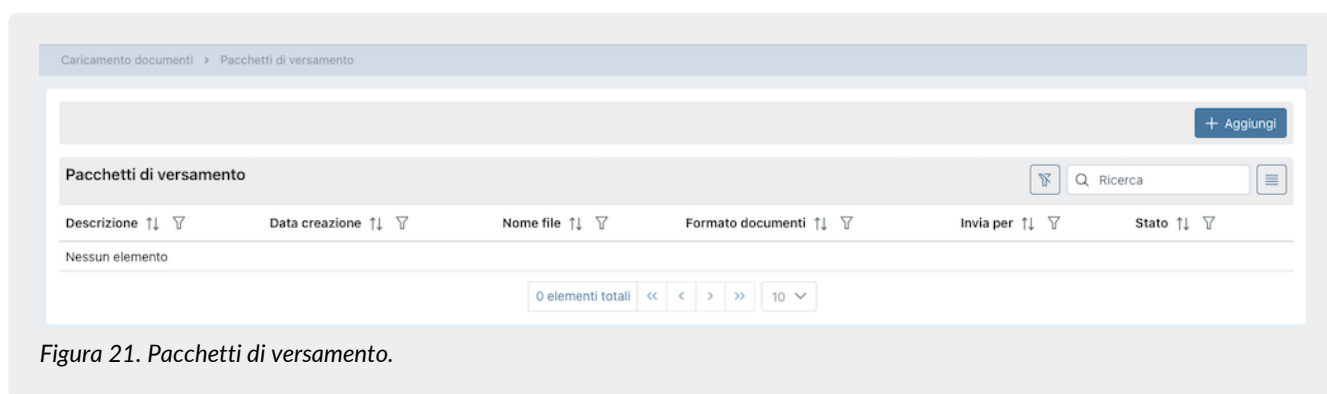 Caricamento documenti > Pacchetti di versamento
+ Aggiungi
Pacchetti di versamento
Ricerca
Descrizione Data creazione Nome file Formato documenti Invia per Stato
Nessun elemento
0 elementi totali << < > >> 10
Figura 21. Pacchetti di versamento.